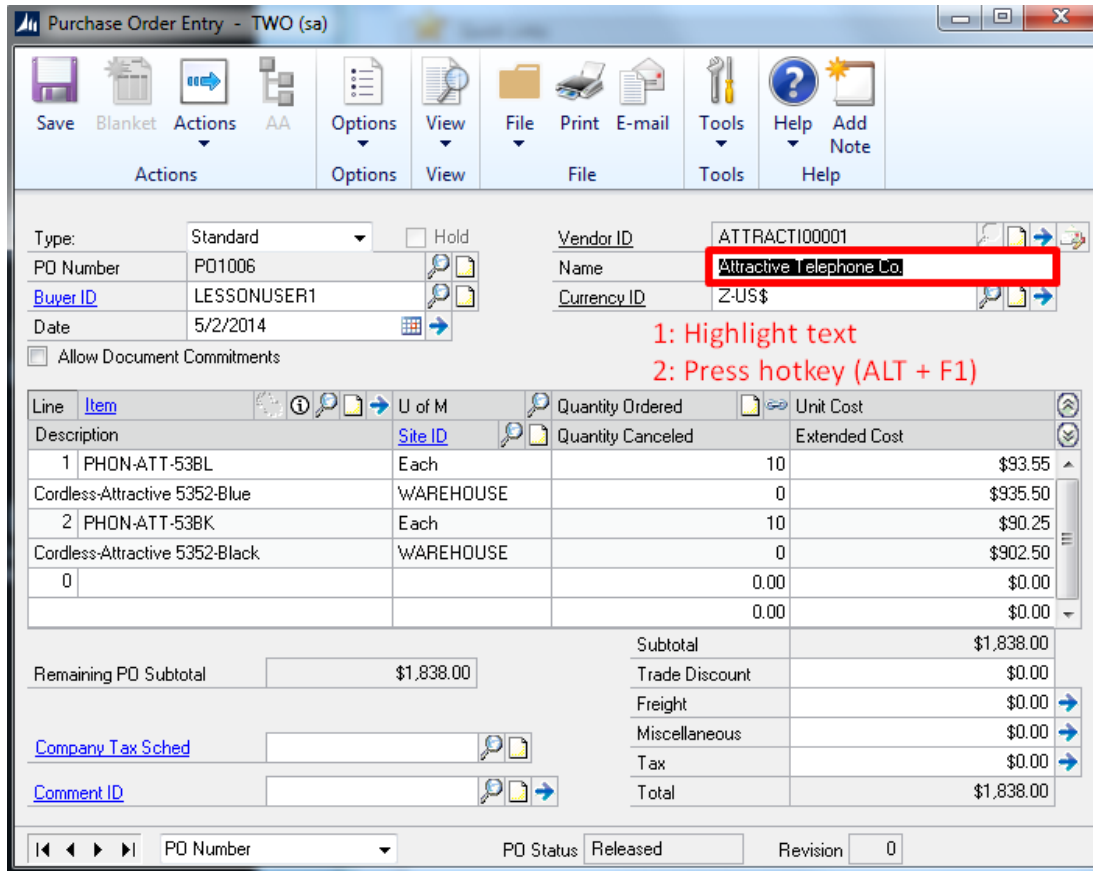 Purchase Order Entry - TWO (sa)
Save Blanket Actions AA Options View File Print E-mail Tools Help Add Note
Actions Options View File Tools Help
Type: Standard Hold Vendor ID ATTRACTI00001
PO Number PO1006 Name Attractive Telephone Co.
Buyer ID LESSONUSER1 Currency ID Z-US$
Date 5/2/2014
1: Highlight text
Allow Document Commitments
2: Press hotkey (ALT + F1)
Line Item U of M Quantity Ordered Unit Cost
Description Site ID Quantity Canceled Extended Cost
1 PHON-ATT-53BL Each 10 $93.55
Cordless-Attractive 5352-Blue WAREHOUSE 0 $935.50
2 PHON-ATT-53BK Each 10 $90.25
Cordless-Attractive 5352-Black WAREHOUSE 0 $902.50
0 0.00 $0.00
0.00 $0.00
Subtotal $1,838.00
Remaining PO Subtotal $1,838.00 Trade Discount $0.00
Freight $0.00
Miscellaneous $0.00
Company Tax Sched
Tax $0.00
Comment ID Total $1,838.00
PO Number PO Status Released Revision 0